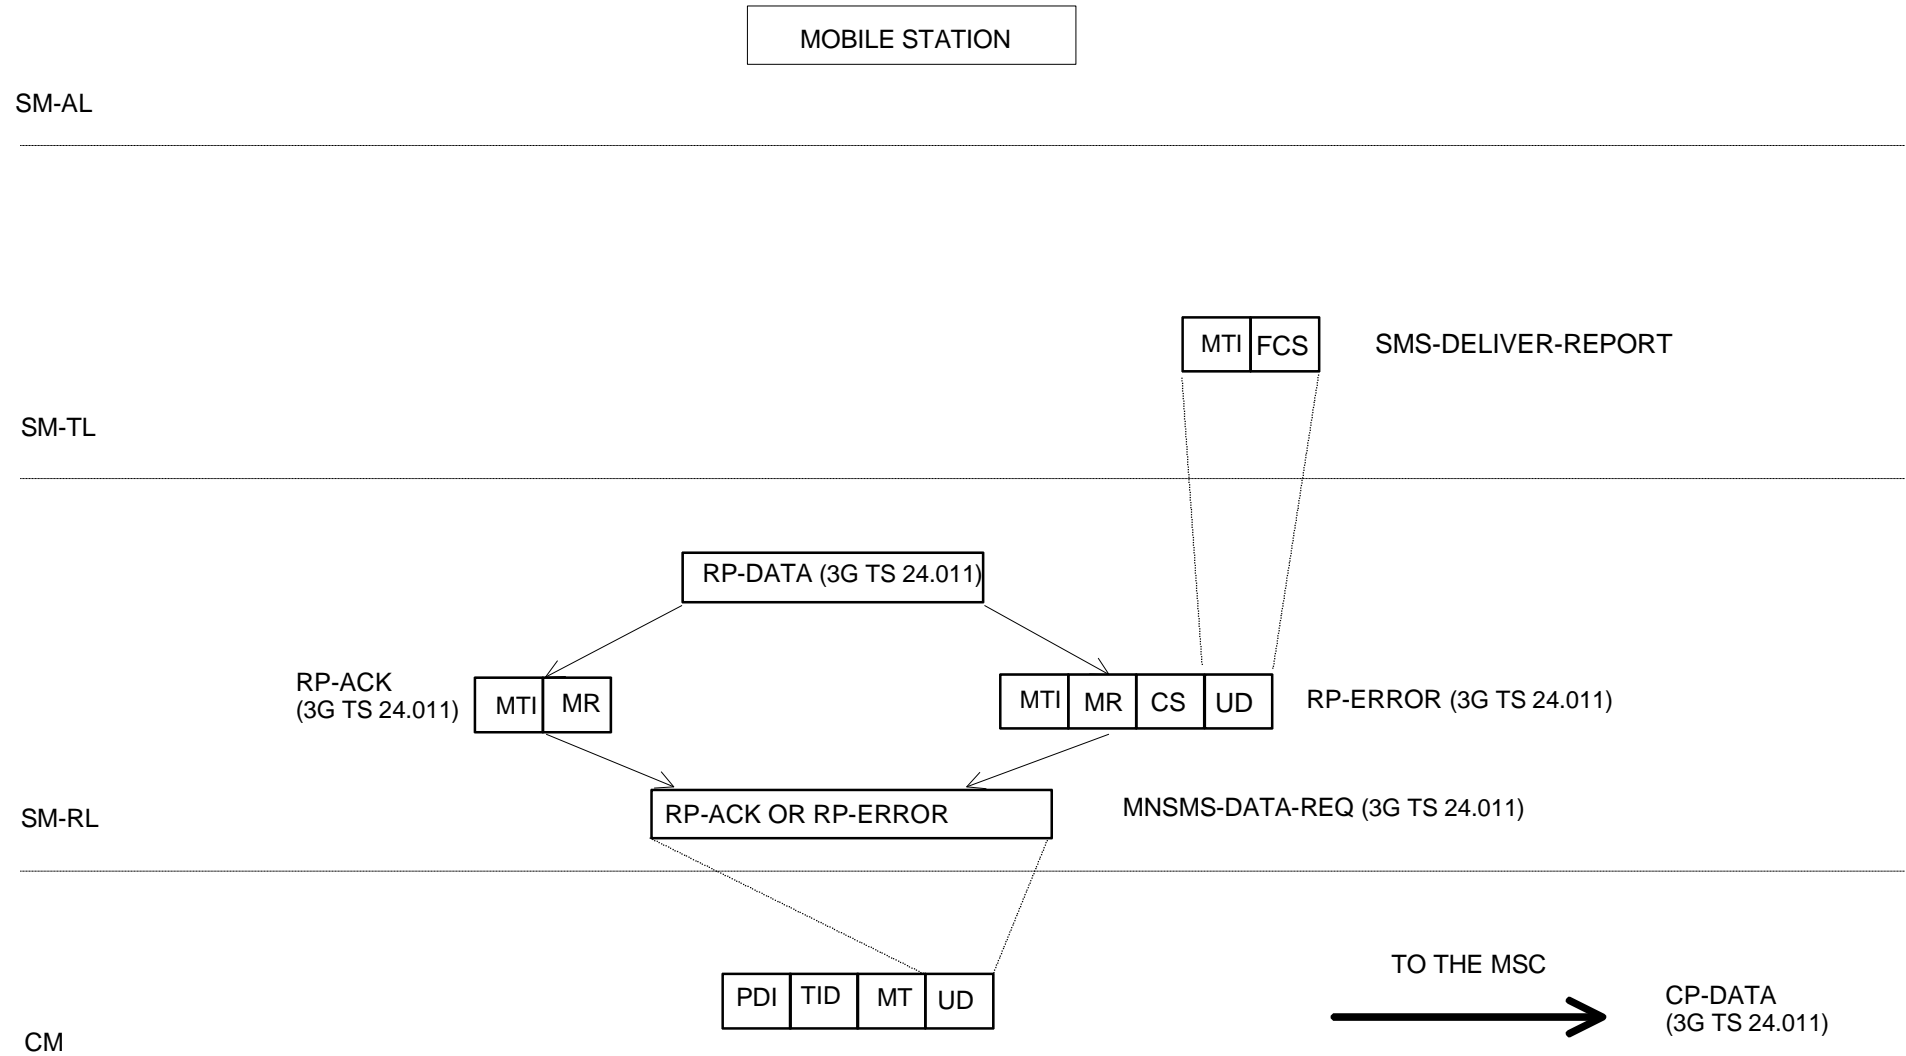 MOBILE STATION
SM-AL
MTI FCS SMS-DELIVER-REPORT
SM-TL
RP-DATA (3G TS 24.011)
RP-ACK
(3G TS 24.011)
MTI MR
MTI MR CS UD
RP-ERROR (3G TS 24.011)
RP-ACK OR RP-ERROR
MNSMS-DATA-REQ (3G TS 24.011)
SM-RL
PDI TID MT UD
TO THE MSC
CP-DATA
(3G TS 24.011)
CM